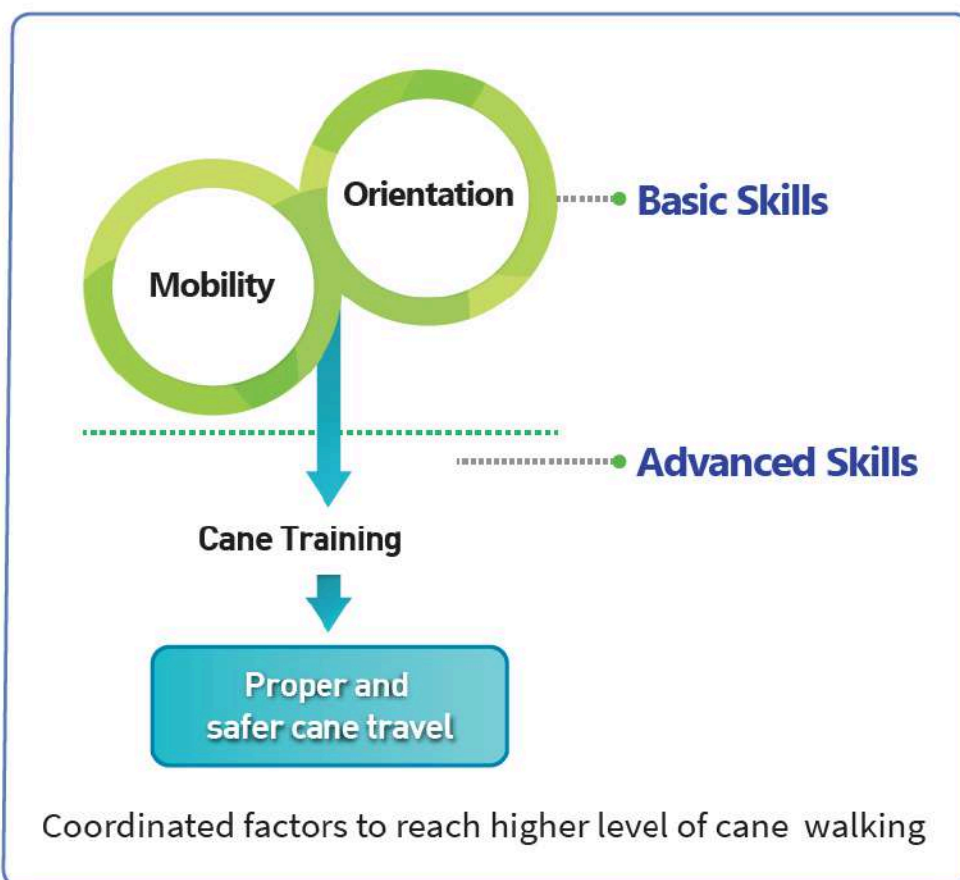 Orientation
Basic Skills
Mobility
Advanced Skills
Cane Training
Proper and
safer cane travel
Coordinated factors to reach higher level of cane walking